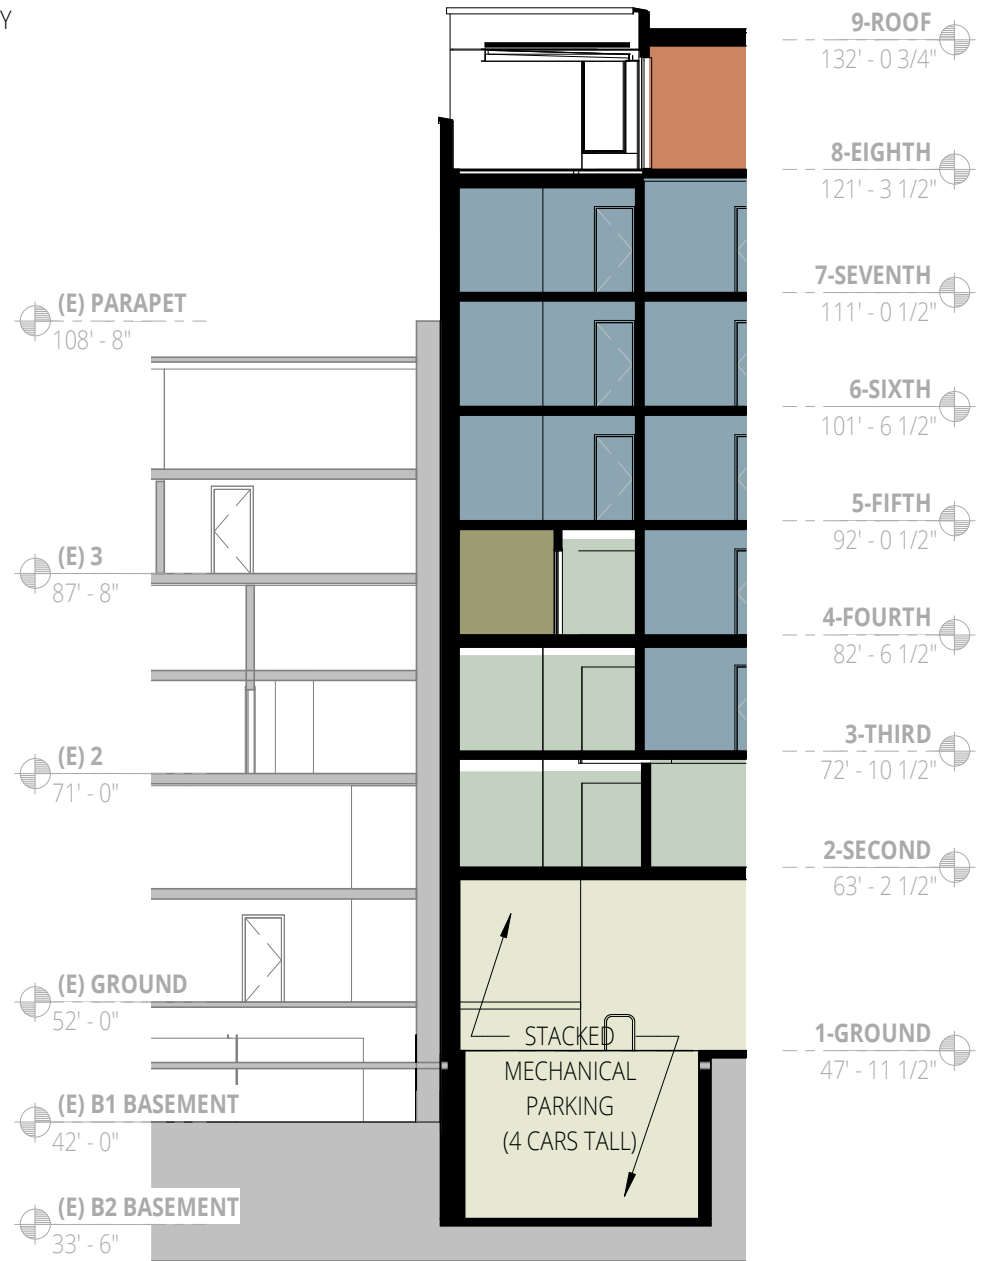 Y
9-ROOF
132' - 0 3/4"
8-EIGHTH
121' - 3 1/2"
7-SEVENTH
111' - 0 1/2"
(E) PARAPET
108' - 8"
6-SIXTH
101' - 6 1/2"
5-FIFTH
92' - 0 1/2"
(E) 3
87' - 8"
4-FOURTH
82' - 6 1/2"
3-THIRD
72' - 10 1/2"
(E) 2
71' - 0"
2-SECOND
63' - 2 1/2"
(E) GROUND
52' - 0"
1-GROUND
47' - 11 1/2"
STACKED
MECHANICAL
PARKING
(4 CARS TALL)
(E) B1 BASEMENT
42' - 0"
(E) B2 BASEMENT
33' - 6"